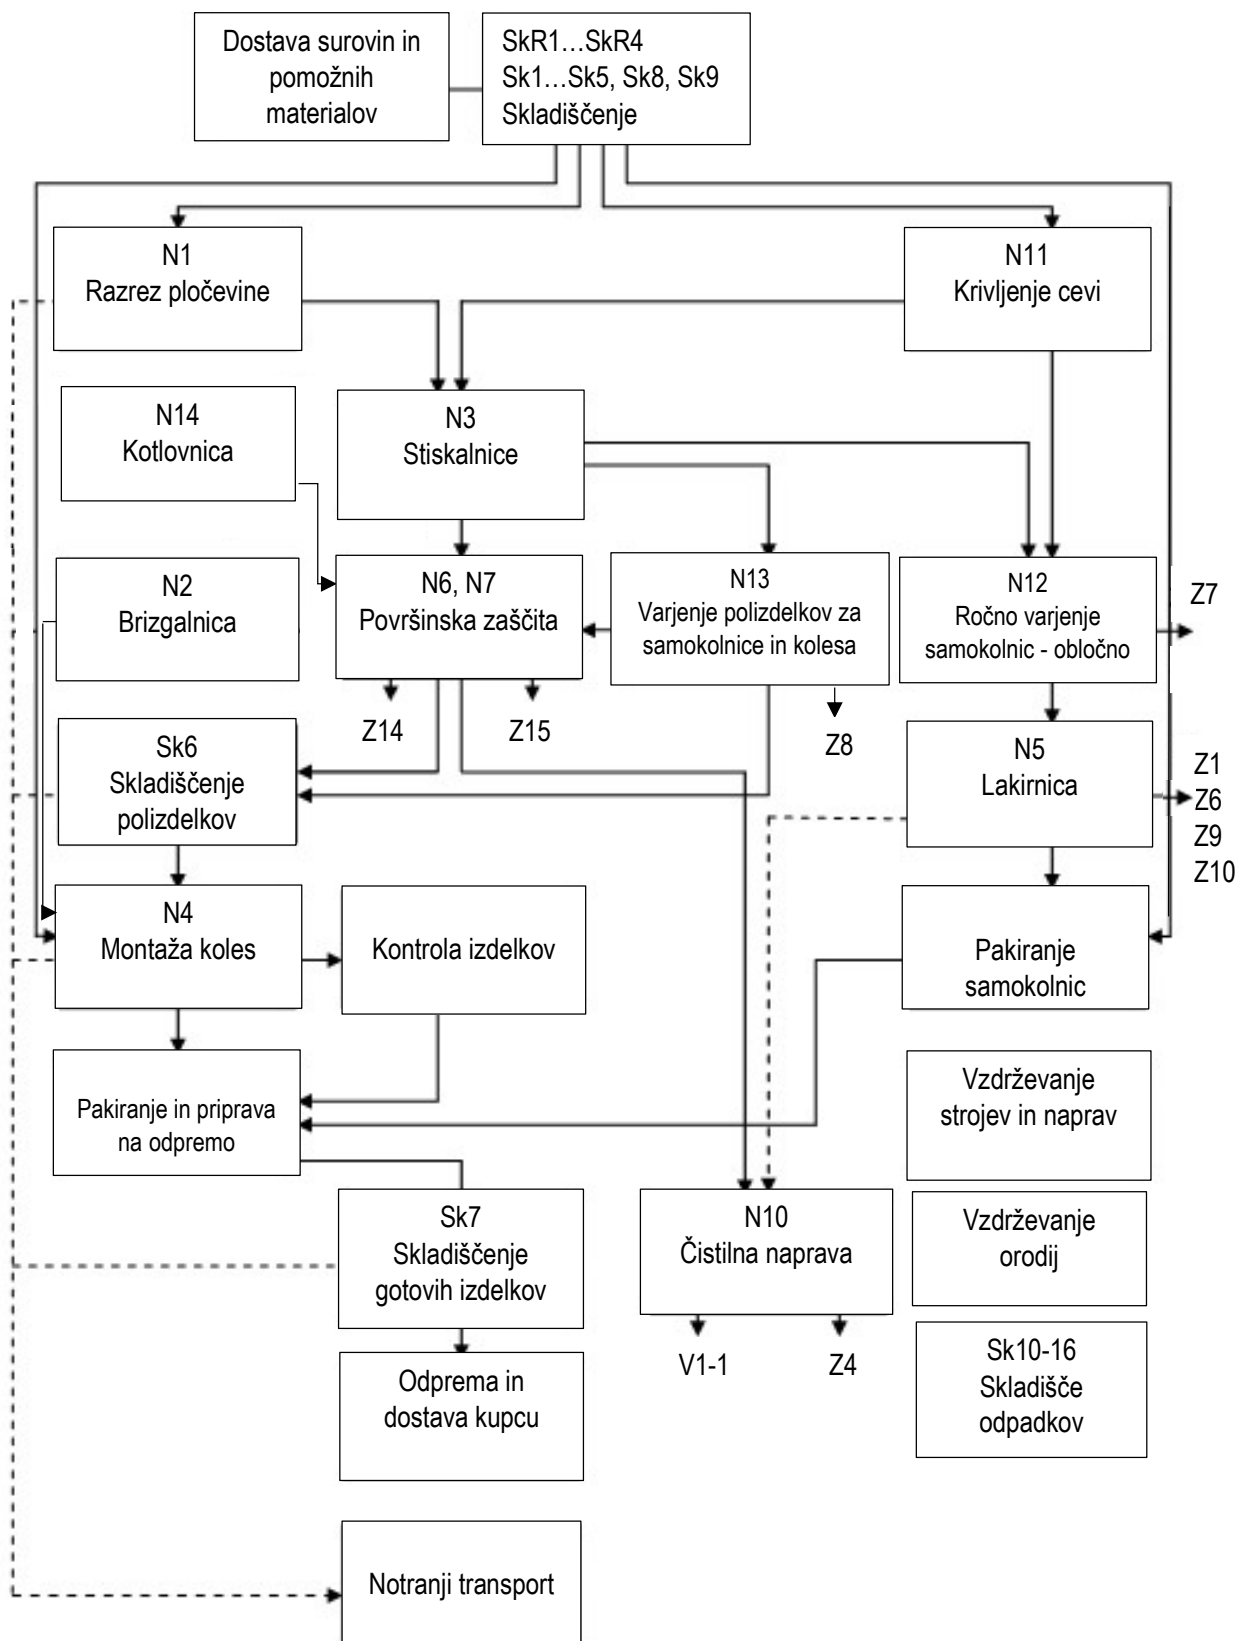 Dostava surovin in
pomožnih
materialov
SkR1…SkR4
Sk1…Sk5, Sk8, Sk9
Skladiščenje
N1
Razrez pločevine
N11
Krivljenje cevi
N14
Kotlovnica
N3
Stiskalnice
N2
Brizgalnica
N6, N7
Površinska zaščita
N13
Varjenje polizdelkov za
samokolnice in kolesa
N12
Ročno varjenje
samokolnic - obločno
Z7
Z14
Z15
Z8
Sk6
Skladiščenje
polizdelkov
N5
Lakirnica
Z1
Z6
Z9
Z10
N4
Montaža koles
Kontrola izdelkov
Pakiranje
samokolnic
Pakiranje in priprava
na odpremo
Vzdrževanje
strojev in naprav
Sk7
Skladiščenje
gotovih izdelkov
N10
Čistilna naprava
Vzdrževanje
orodij
V1-1
Z4
Odprema in
dostava kupcu
Sk10-16
Skladišče
odpadkov
Notranji transport